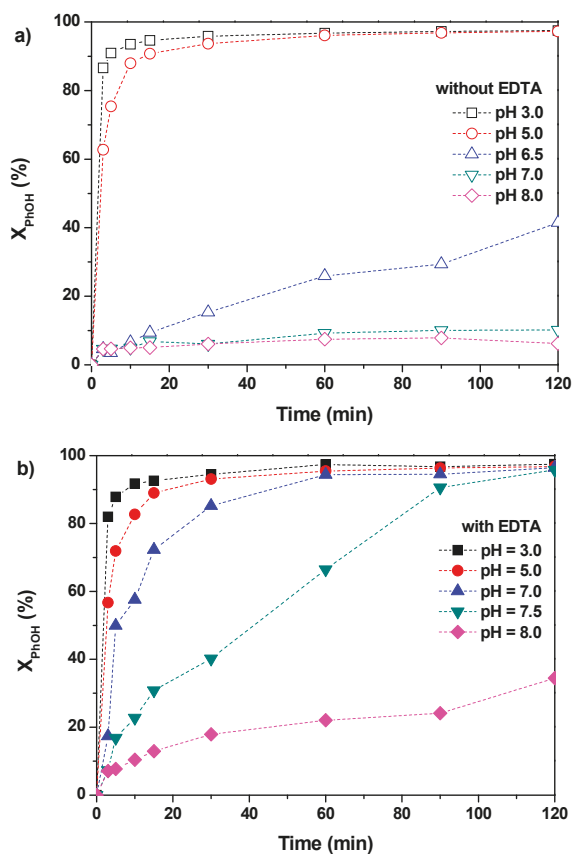 a)
100
80
60
40
20
0
X_PhOH (%)
without EDTA
pH 3.0
pH 5.0
pH 6.5
pH 7.0
pH 8.0
0 20 40 60 80 100 120
Time (min)
b)
100
80
60
40
20
0
X_PhOH (%)
with EDTA
pH = 3.0
pH = 5.0
pH = 7.0
pH = 7.5
pH = 8.0
0 20 40 60 80 100 120
Time (min)